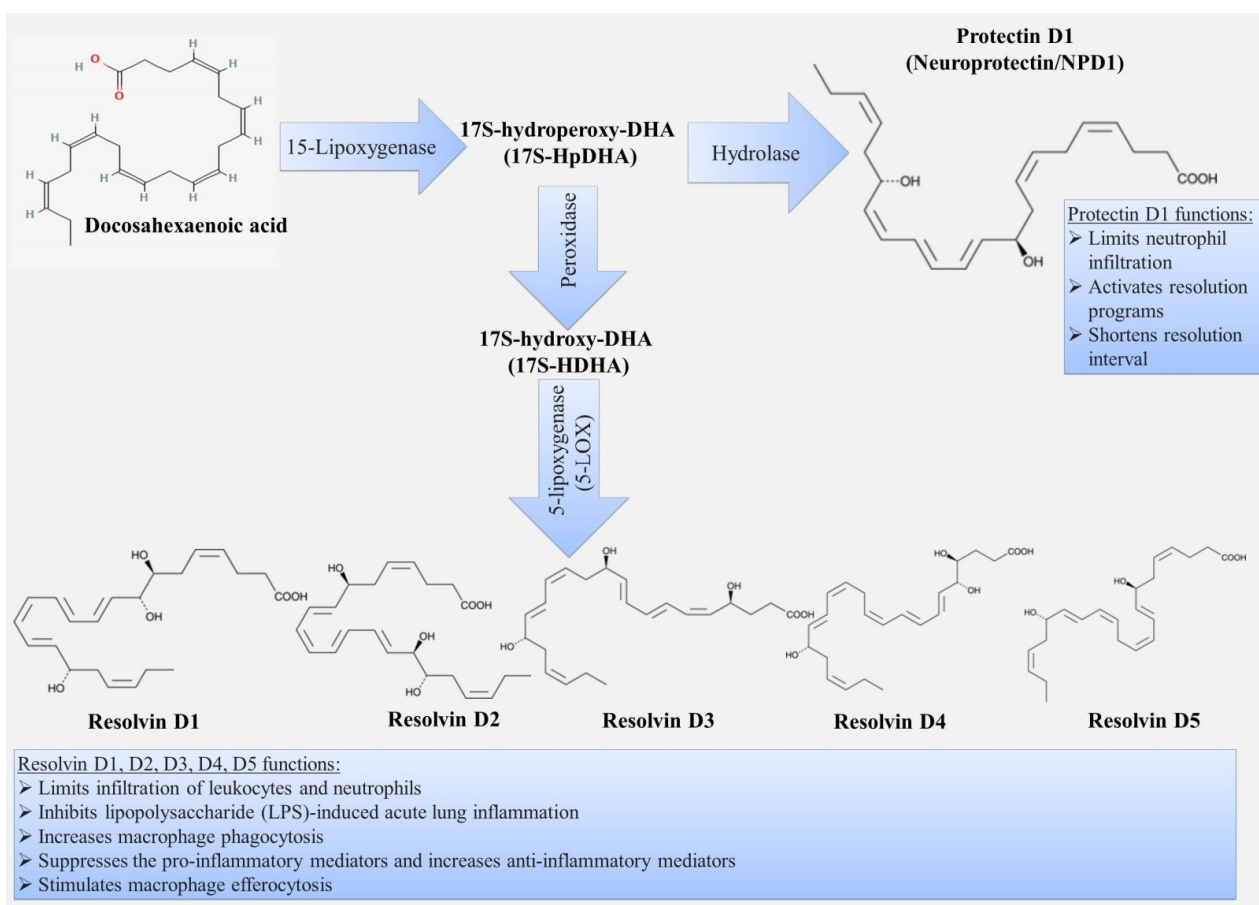 Protectin D1
(Neuroprotectin/NPD1)
H
H
O
H
O
H
H
H
H
H
H
H
H
H
H
Docosahexaenoic acid
15-Lipoxygenase
17S-hydroperoxy-DHA
(17S-HpDHA)
Hydrolase
OH
COOH
OH
Protectin D1 functions:
➤ Limits neutrophil
infiltration
➤ Activates resolution
programs
➤ Shortens resolution
interval
Peroxidase
17S-hydroxy-DHA
(17S-HDHA)
5-lipoxygenase
(5-LOX)
HO
COOH
OH
HO
Resolvin D1
HO
COOH
OH
HO
Resolvin D2
OH
OH
COOH
HO
Resolvin D3
HO
COOH
OH
HO
Resolvin D4
COOH
HO
HO
Resolvin D5
Resolvin D1, D2, D3, D4, D5 functions:
➤ Limits infiltration of leukocytes and neutrophils
➤ Inhibits lipopolysaccharide (LPS)-induced acute lung inflammation
➤ Increases macrophage phagocytosis
➤ Suppresses the pro-inflammatory mediators and increases anti-inflammatory mediators
➤ Stimulates macrophage efferocytosis